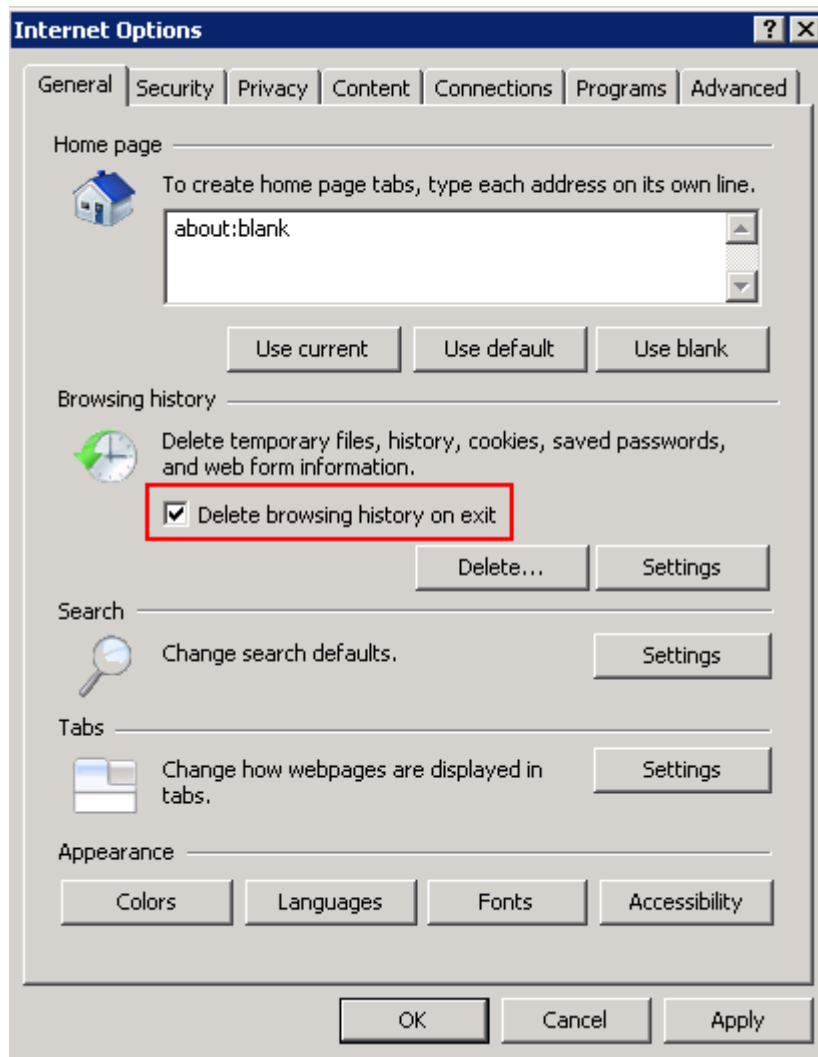 Internet Options
General Security Privacy Content Connections Programs Advanced
Home page
To create home page tabs, type each address on its own line.
about:blank
Use current Use default Use blank
Browsing history
Delete temporary files, history, cookies, saved passwords,
and web form information.
Delete browsing history on exit
Delete... Settings
Search
Change search defaults. Settings
Tabs
Change how webpages are displayed in Settings
tabs.
Appearance
Colors Languages Fonts Accessibility
OK Cancel Apply